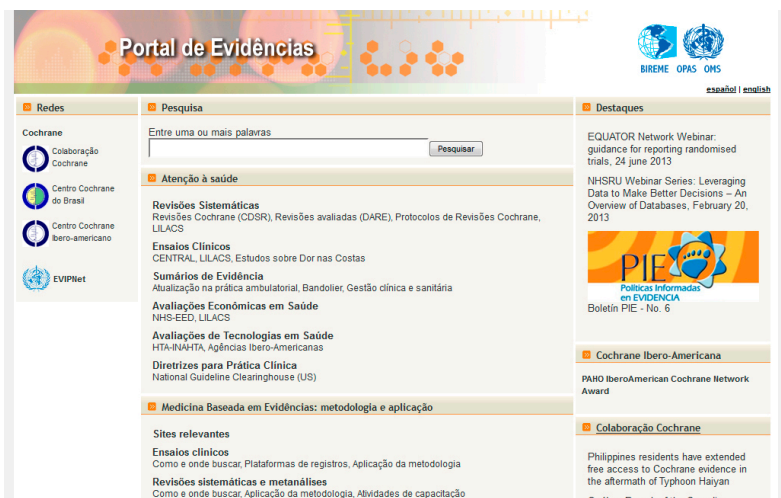 Portal de Evidências
BIREME OPAS OMS
español | english
Redes
Cochrane
Colaboração
Cochrane
Centro Cochrane
do Brasil
Centro Cochrane
Ibero-americano
EVIPNet
Pesquisa
Entre uma ou mais palavras
Pesquisar
Atenção à saúde
Revisões Sistemáticas
Revisões Cochrane (CDSR), Revisões avaliadas (DARE), Protocolos de Revisões Cochrane,
LILACS
Ensaios Clínicos
CENTRAL, LILACS, Estudos sobre Dor nas Costas
Sumários de Evidência
Atualização na prática ambulatorial, Bandolier, Gestão clínica e sanitária
Avaliações Econômicas em Saúde
NHS-EED, LILACS
Avaliações de Tecnologias em Saúde
HTA-INAHTA, Agências Ibero-Americanas
Diretrizes para Prática Clínica
National Guideline Clearinghouse (US)
Medicina Baseada em Evidências: metodologia e aplicação
Sites relevantes
Ensaios clinicos
Como e onde buscar, Plataformas de registros, Aplicação da metodologia
Revisões sistemáticas e metanálises
Como e onde buscar, Aplicação da metodologia, Atividades de capacitação
Destaques
EQUATOR Network Webinar:
guidance for reporting randomised
trials, 24 june 2013
NHSRU Webinar Series: Leveraging
Data to Make Better Decisions – An
Overview of Databases, February 20,
2013
PIE
Políticas Informadas
en EVIDENCIA
Boletín PIE - No. 6
Cochrane Ibero-Americana
PAHO IberoAmerican Cochrane Network
Award
Colaboração Cochrane
Philippines residents have extended
free access to Cochrane evidence in
the aftermath of Typhoon Haiyan